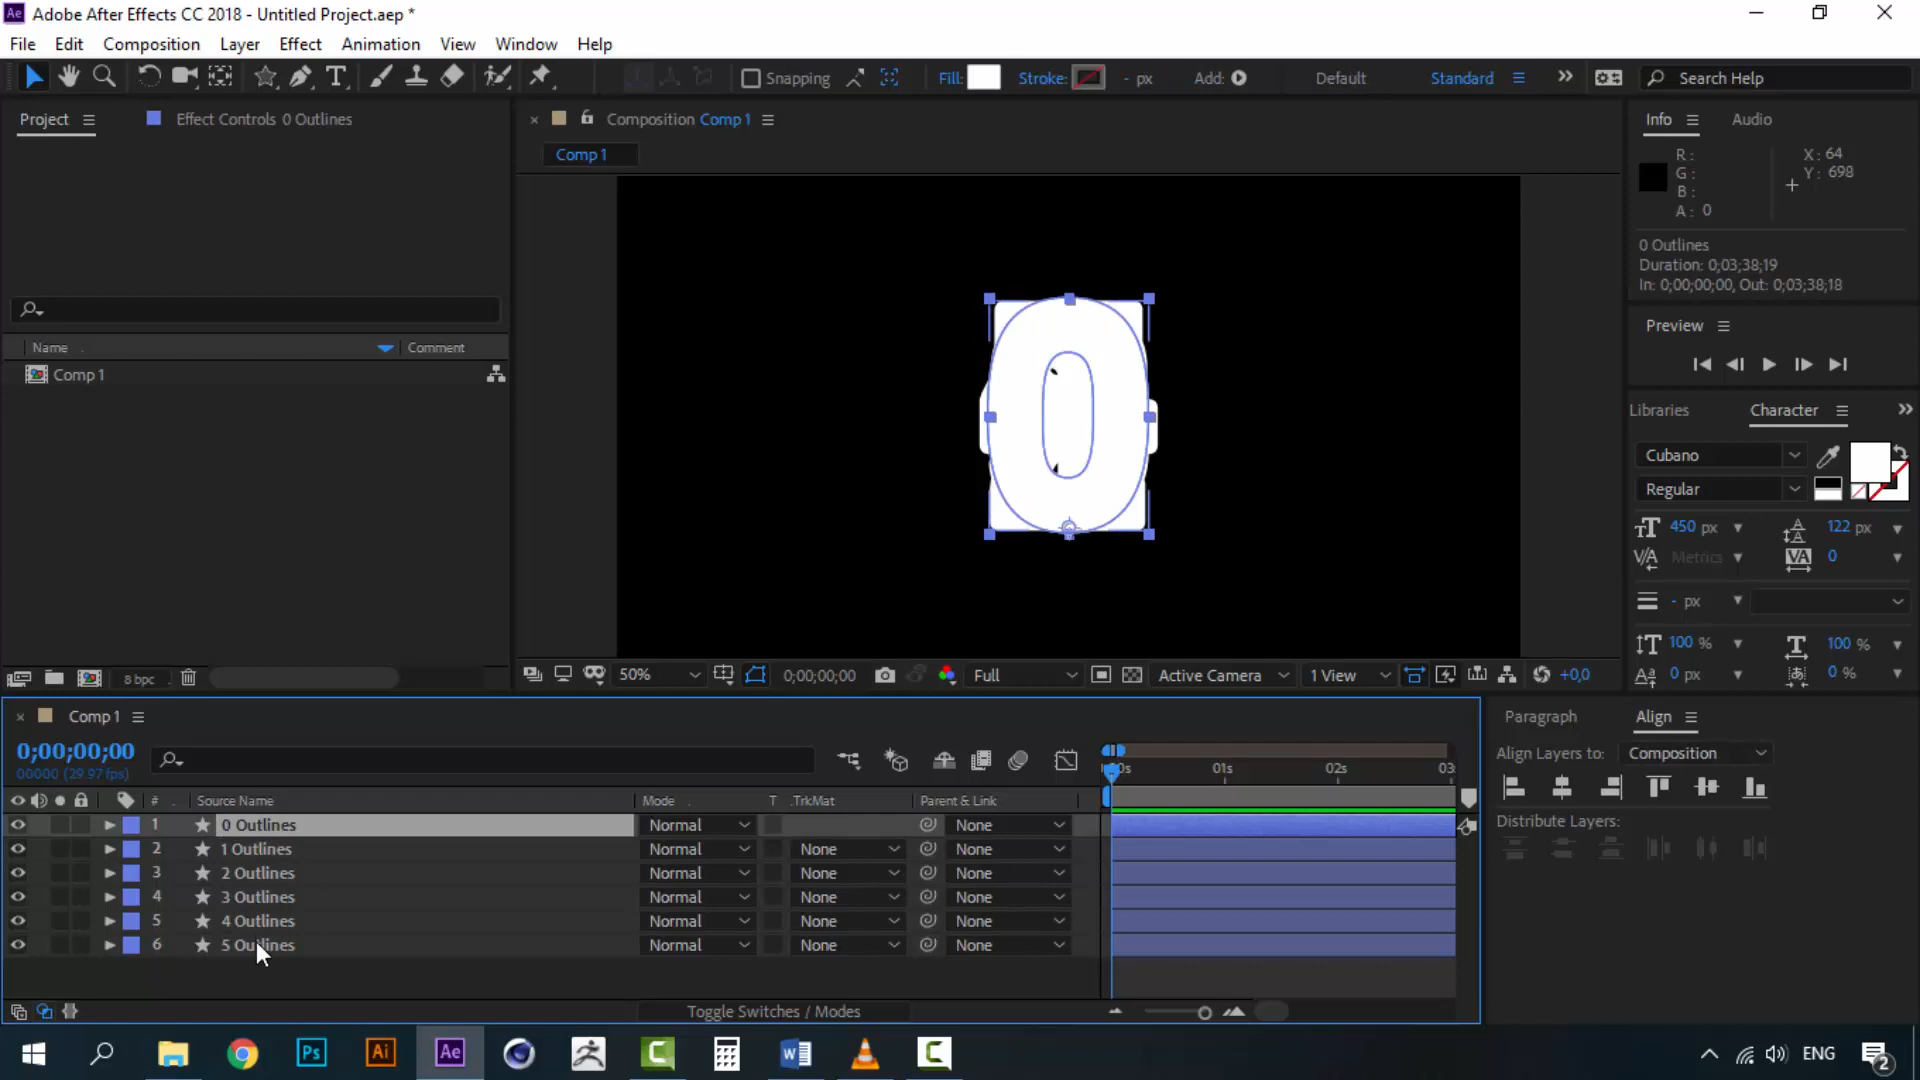 Adobe After Effects CC 2018 - Untitled Project.aep *
File Edit Composition Layer Effect Animation View Window Help
Snapping Fill: Stroke: - px Add: Default Standard Search Help
Project Effect Controls 0 Outlines
Composition Comp 1
Comp 1
Name Comment
Comp 1
8 bpc
0
50% 0;00;00;00 Full Active Camera 1 View +0,0
Info Audio
R: X: 64
G: Y: 698
B:
A: 0
0 Outlines
Duration: 0;03;38;19
In: 0;00;00;00, Out: 0;03;38;18
Preview
Libraries Character
Cubano
Regular
450 px 122 px
Metrics 0
- px
100 % 100 %
0 px 0 %
Comp 1
0;00;00;00
00000 (29.97 fps)
01s 02s 03
# Source Name Mode T .TrkMat Parent & Link
1 0 Outlines Normal None
2 1 Outlines Normal None None
3 2 Outlines Normal None None
4 3 Outlines Normal None None
5 4 Outlines Normal None None
6 5 Outlines Normal None None
Toggle Switches / Modes
Paragraph Align
Align Layers to: Composition
Distribute Layers:
Ps Ai Ae ENG 2